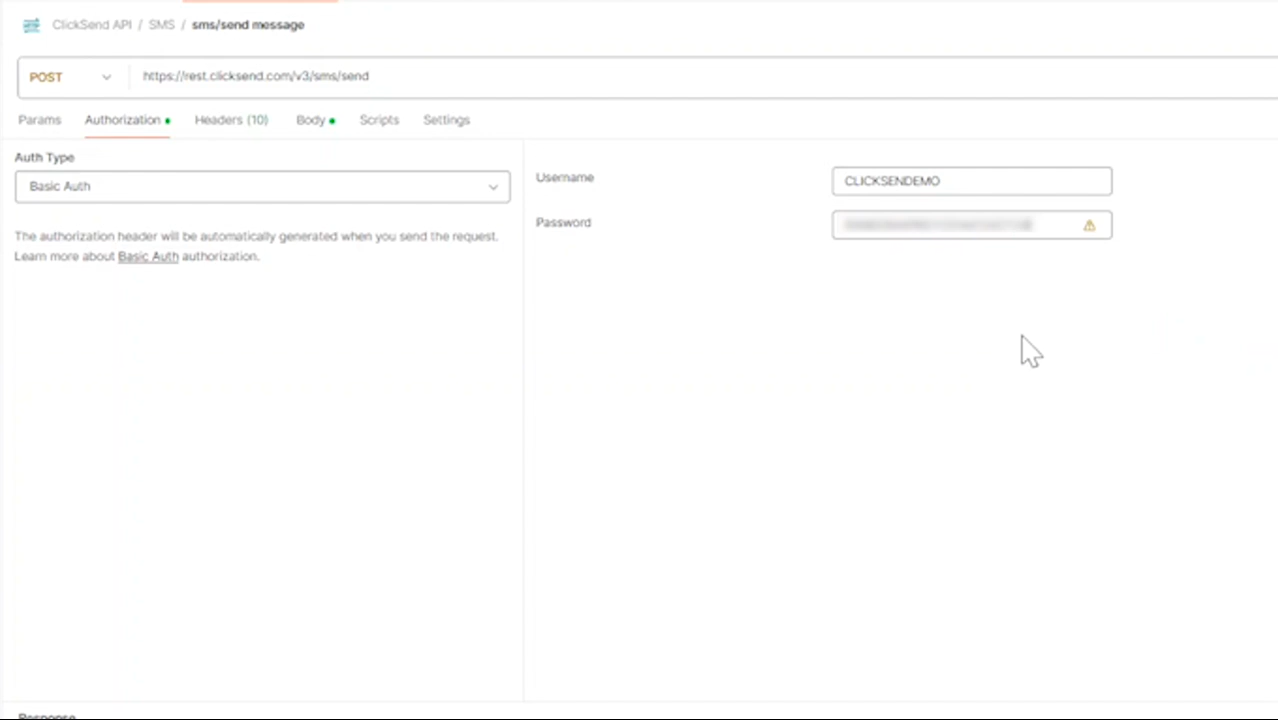 ClickSend API / SMS / sms/send message
POST https://rest.clicksend.com/v3/sms/send
Params Authorization Headers (10) Body Scripts Settings
Auth Type
Basic Auth
The authorization header will be automatically generated when you send the request.
Learn more about Basic Auth authorization.
Username CLICKSENDEMO
Password
Response